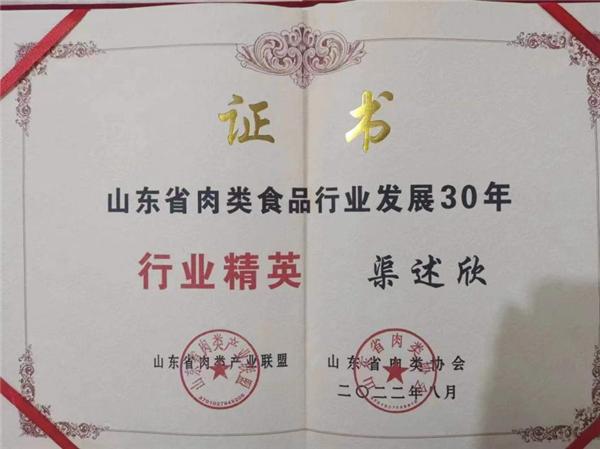 证 书
山东省肉类食品行业发展30年
行业精英 渠述欣
山东省肉类产业联盟 山东省肉类协会
二〇二二年八月